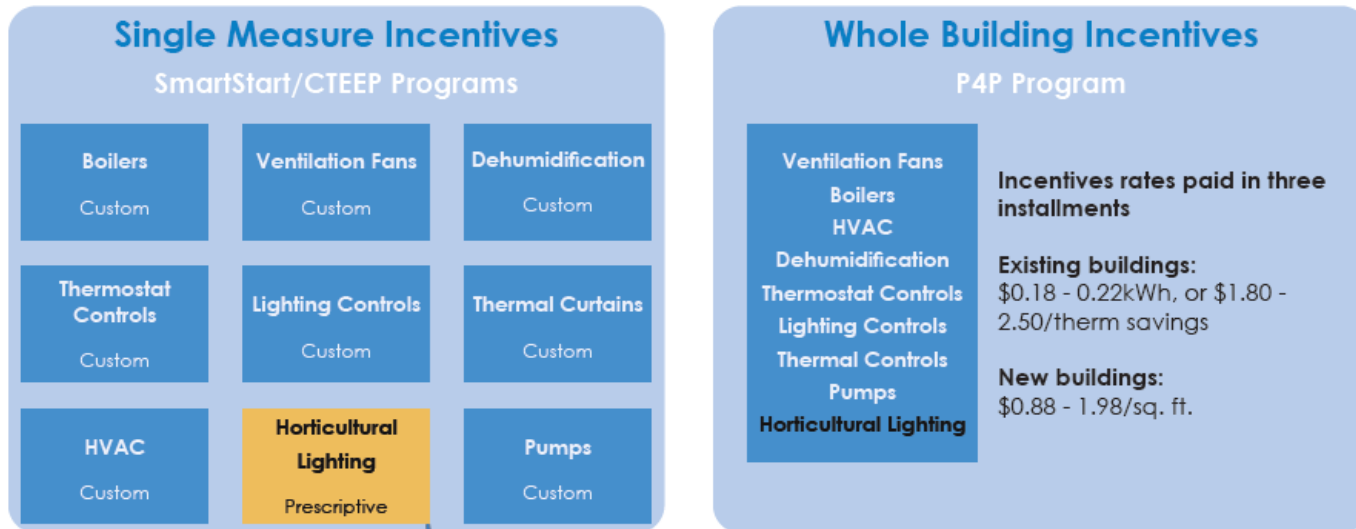 Single Measure Incentives
SmartStart/CTEEP Programs
Boilers
Custom
Ventilation Fans
Custom
Dehumidification
Custom
Thermostat
Controls
Custom
Lighting Controls
Custom
Thermal Curtains
Custom
HVAC
Custom
Horticultural
Lighting
Prescriptive
Pumps
Custom
Whole Building Incentives
P4P Program
Ventilation Fans
Boilers
HVAC
Dehumidification
Thermostat Controls
Lighting Controls
Thermal Controls
Pumps
Horticultural Lighting
Incentives rates paid in three
installments
Existing buildings:
$0.18 - 0.22kWh, or $1.80 -
2.50/therm savings
New buildings:
$0.88 - 1.98/sq. ft.